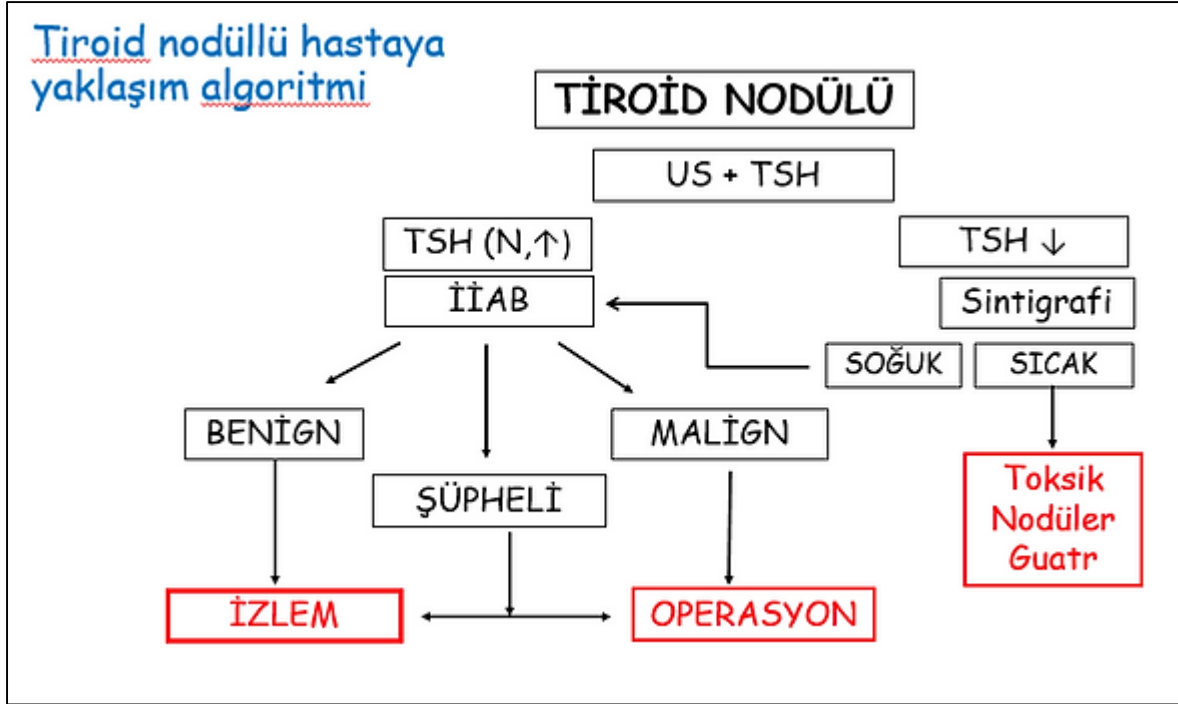 Tiroid nodüllü hastaya
yaklaşım algoritmi
TİROİD NODÜLÜ
US + TSH
TSH (N,↑)
TSH ↓
İİAB
Sintigrafi
SOĞUK
SICAK
BENİGN
MALİGN
ŞÜPHELİ
Toksik
Nodüler
Guatr
İZLEM
OPERASYON